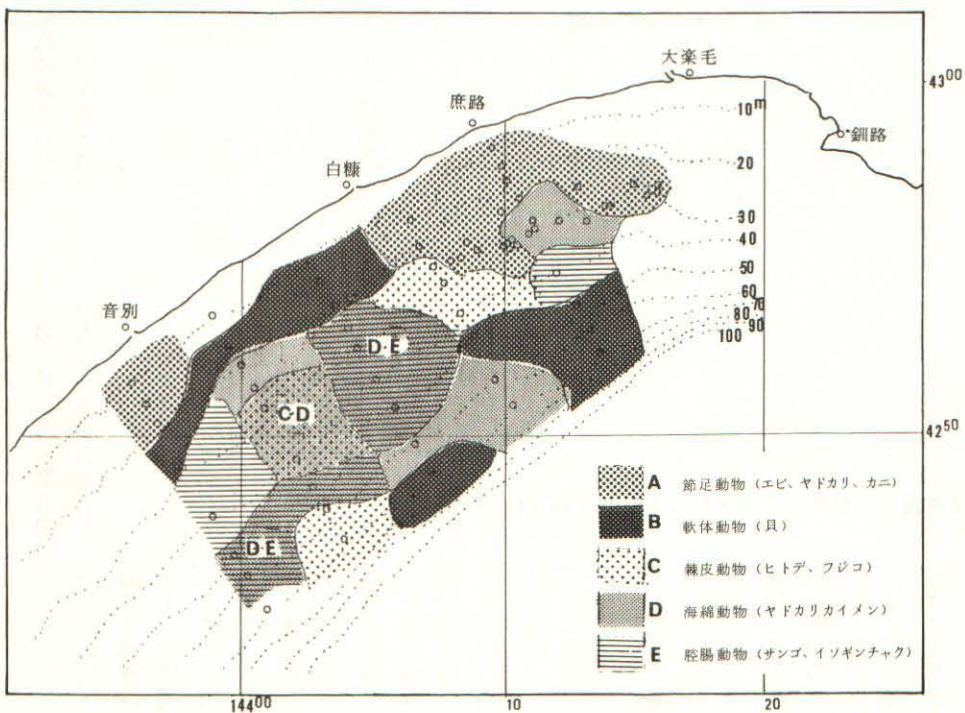 大楽毛
43⁰⁰
庶路
10ᵐ
釧路
20
白糠
30
40
50
60
70
80
90
100
音別
D·E
C·D
42⁵⁰
D·E
A 節足動物(エビ、ヤドカリ、カニ)
B 軟体動物(貝)
C 棘皮動物(ヒトデ、フジコ)
D 海綿動物(ヤドカリカイメン)
E 腔腸動物(サンゴ、イソギンチャク)
144⁰⁰
10
20